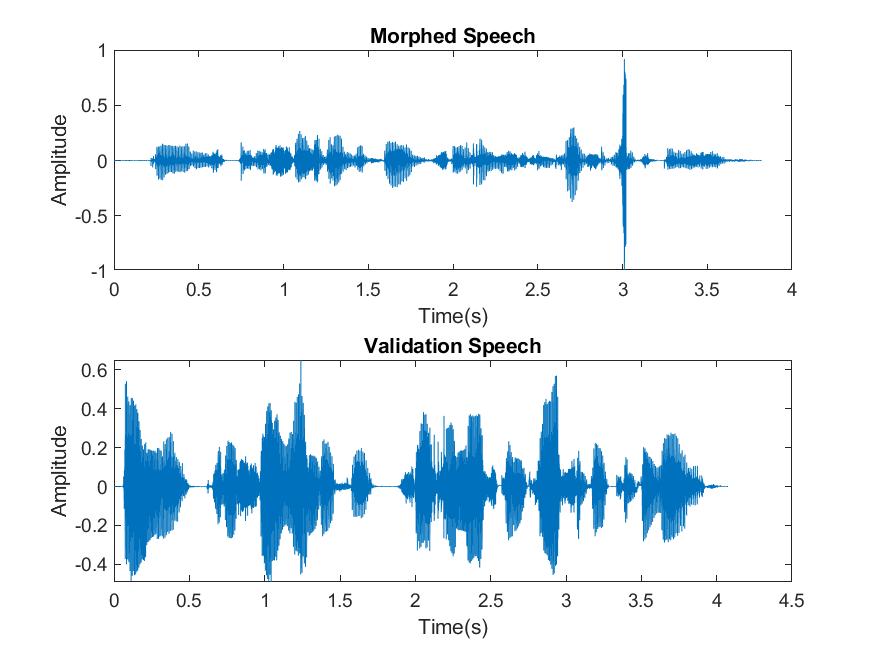 Morphed Speech
1
0.5
0
-0.5
-1
Amplitude
0 0.5 1 1.5 2 2.5 3 3.5 4
Time(s)
Validation Speech
0.6
0.4
0.2
0
-0.2
-0.4
Amplitude
0 0.5 1 1.5 2 2.5 3 3.5 4 4.5
Time(s)